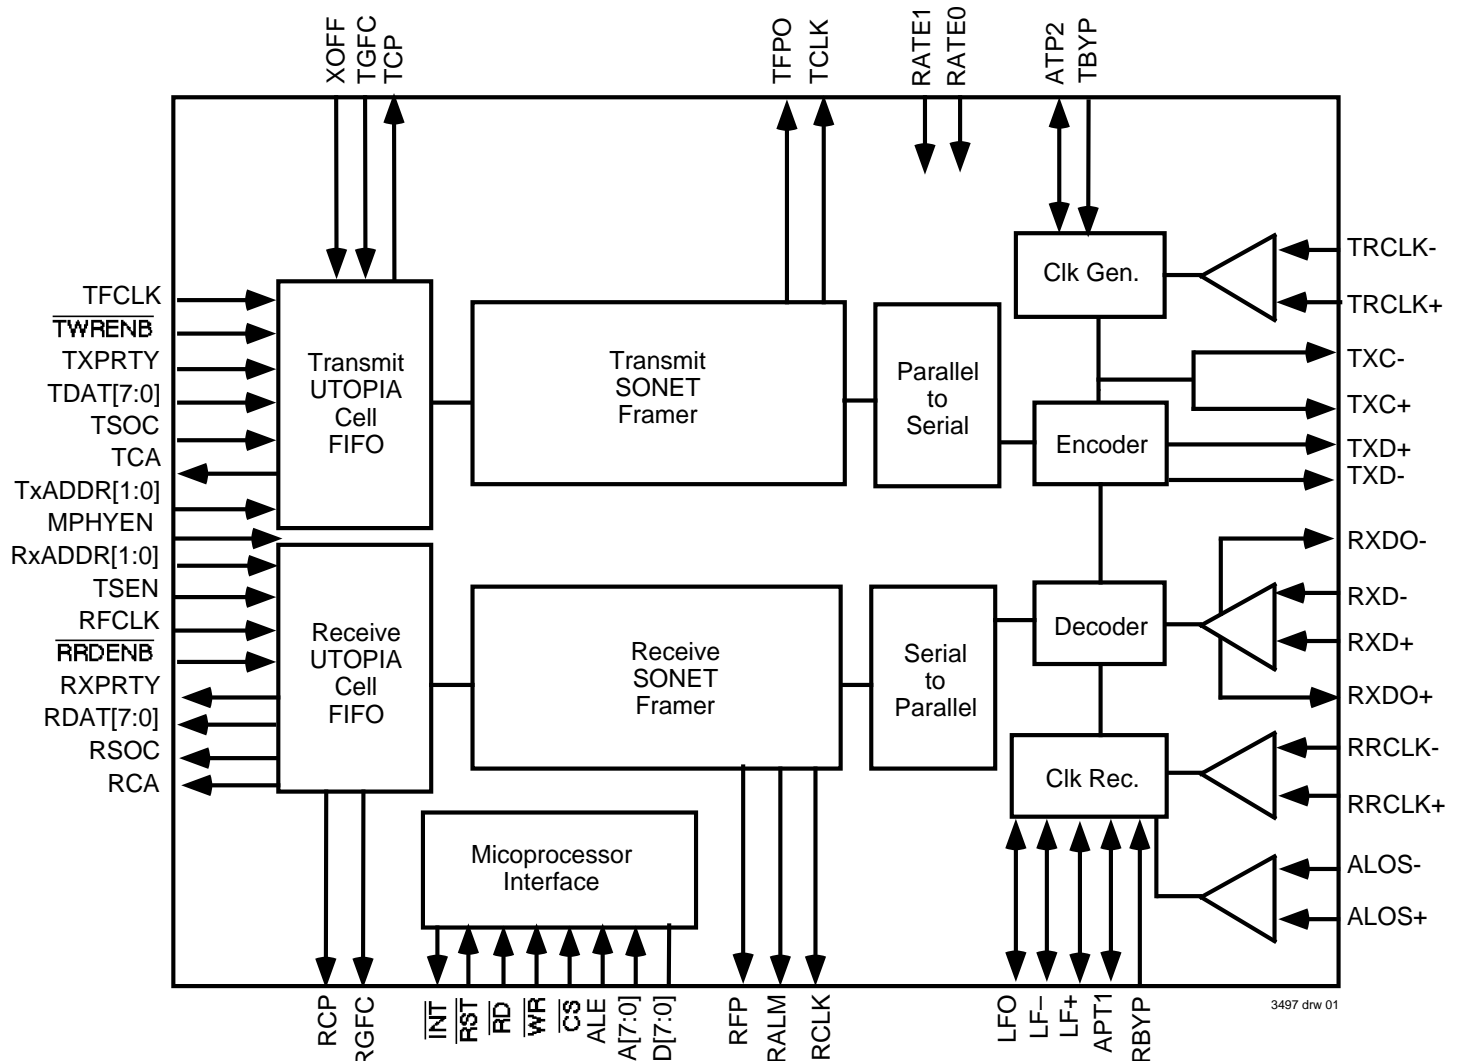 XOFF
TGFC
TCP
TFPO
TCLK
RATE1
RATE0
ATP2
TBYP
TFCLK
TWRENB
TXPRTY
TDAT[7:0]
TSOC
TCA
TxADDR[1:0]
MPHYEN
RxADDR[1:0]
TSEN
RFCLK
RRDENB
RXPRTY
RDAT[7:0]
RSOC
RCA
Transmit
UTOPIA
Cell
FIFO
Transmit
SONET
Framer
Parallel
to
Serial
Clk Gen.
Encoder
Receive
UTOPIA
Cell
FIFO
Receive
SONET
Framer
Serial
to
Parallel
Decoder
Clk Rec.
Micoprocessor
Interface
TRCLK-
TRCLK+
TXC-
TXC+
TXD+
TXD-
RXDO-
RXD-
RXD+
RXDO+
RRCLK-
RRCLK+
ALOS-
ALOS+
RCP
RGFC
INT
RST
RD
WR
CS
ALE
A[7:0]
D[7:0]
RFP
RALM
RCLK
LFO
LF–
LF+
APT1
RBYP
3497 drw 01